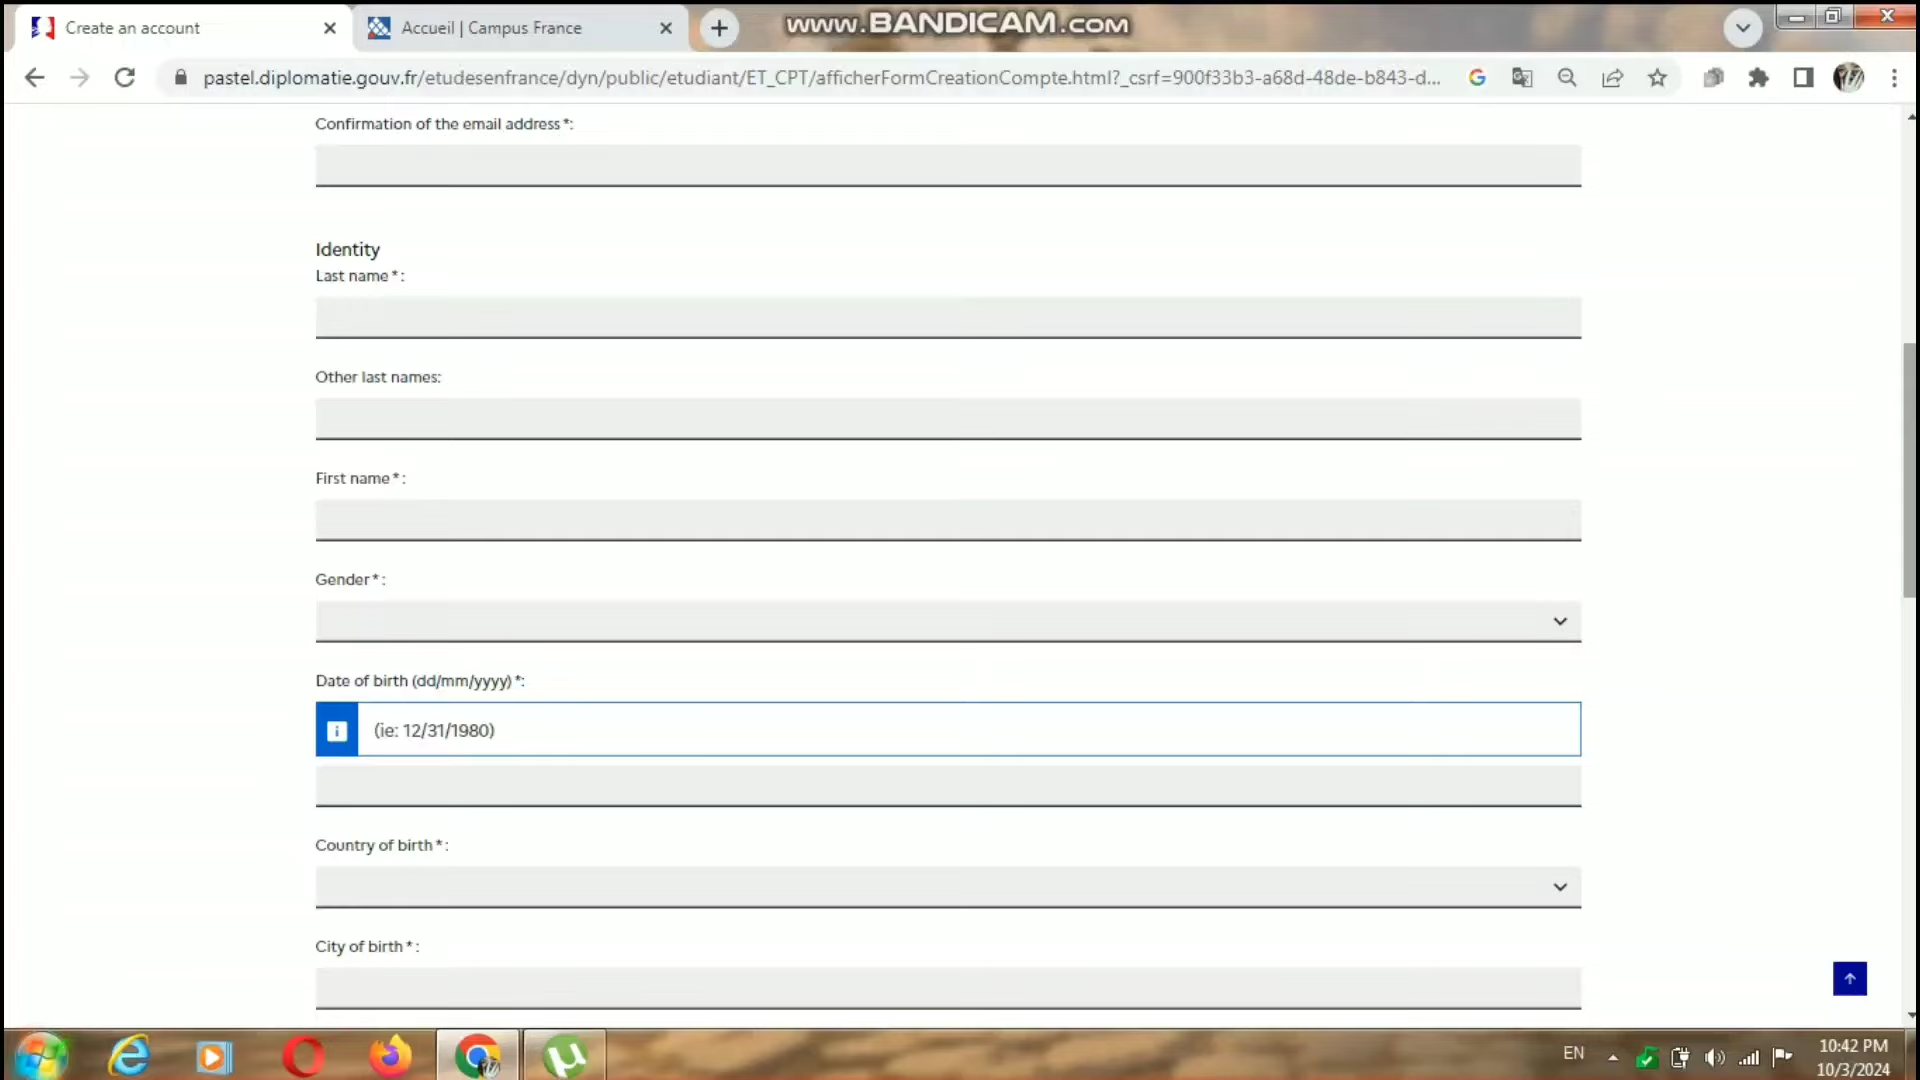 Create an account
Accueil | Campus France
www.BANDICAM.com
pastel.diplomatie.gouv.fr/etudesenfrance/dyn/public/etudiant/ET_CPT/afficherFormCreationCompte.html?_csrf=900f33b3-a68d-48de-b843-d...
Confirmation of the email address *:
Identity
Last name * :
Other last names:
First name * :
Gender * :
Date of birth (dd/mm/yyyy) *:
(ie: 12/31/1980)
Country of birth * :
City of birth * :
EN
10:42 PM
10/3/2024